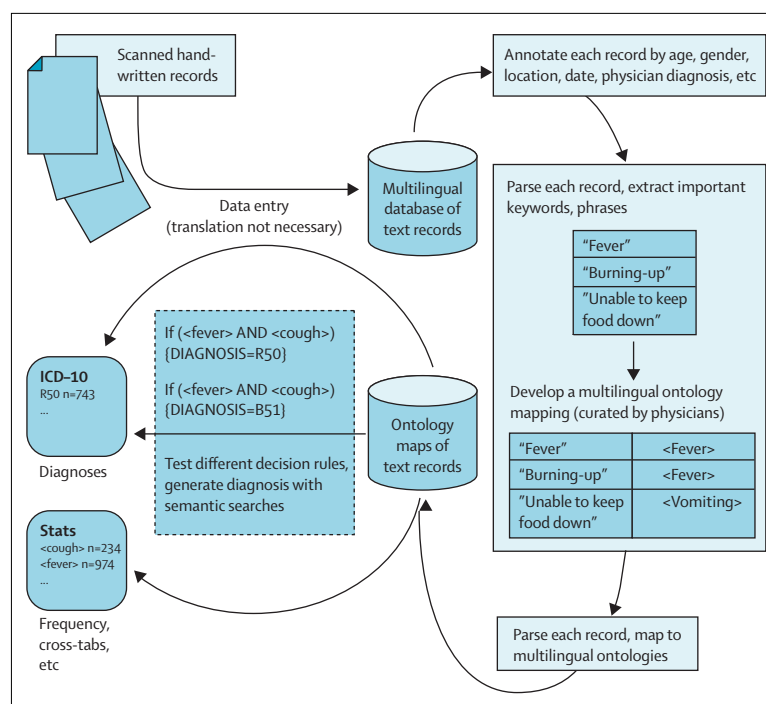 Scanned hand-
written records
Annotate each record by age, gender,
location, date, physician diagnosis, etc
Data entry
(translation not necessary)
Multilingual
database of
text records
Parse each record, extract important
keywords, phrases
“Fever”
“Burning-up”
”Unable to keep
food down”
Develop a multilingual ontology
mapping (curated by physicians)
“Fever”
<Fever>
“Burning-up”
<Fever>
”Unable to keep
food down”
<Vomiting>
Parse each record, map to
multilingual ontologies
Ontology
maps of
text records
If (<fever> AND <cough>)
{DIAGNOSIS=R50}
If (<fever> AND <cough>)
{DIAGNOSIS=B51}
Test different decision rules,
generate diagnosis with
semantic searches
ICD–10
R50 n=743
...
Diagnoses
Stats
<cough> n=234
<fever> n=974
...
Frequency,
cross-tabs,
etc